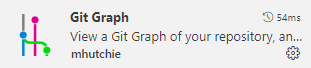 Git Graph 54ms
View a Git Graph of your repository, an...
mhutchie